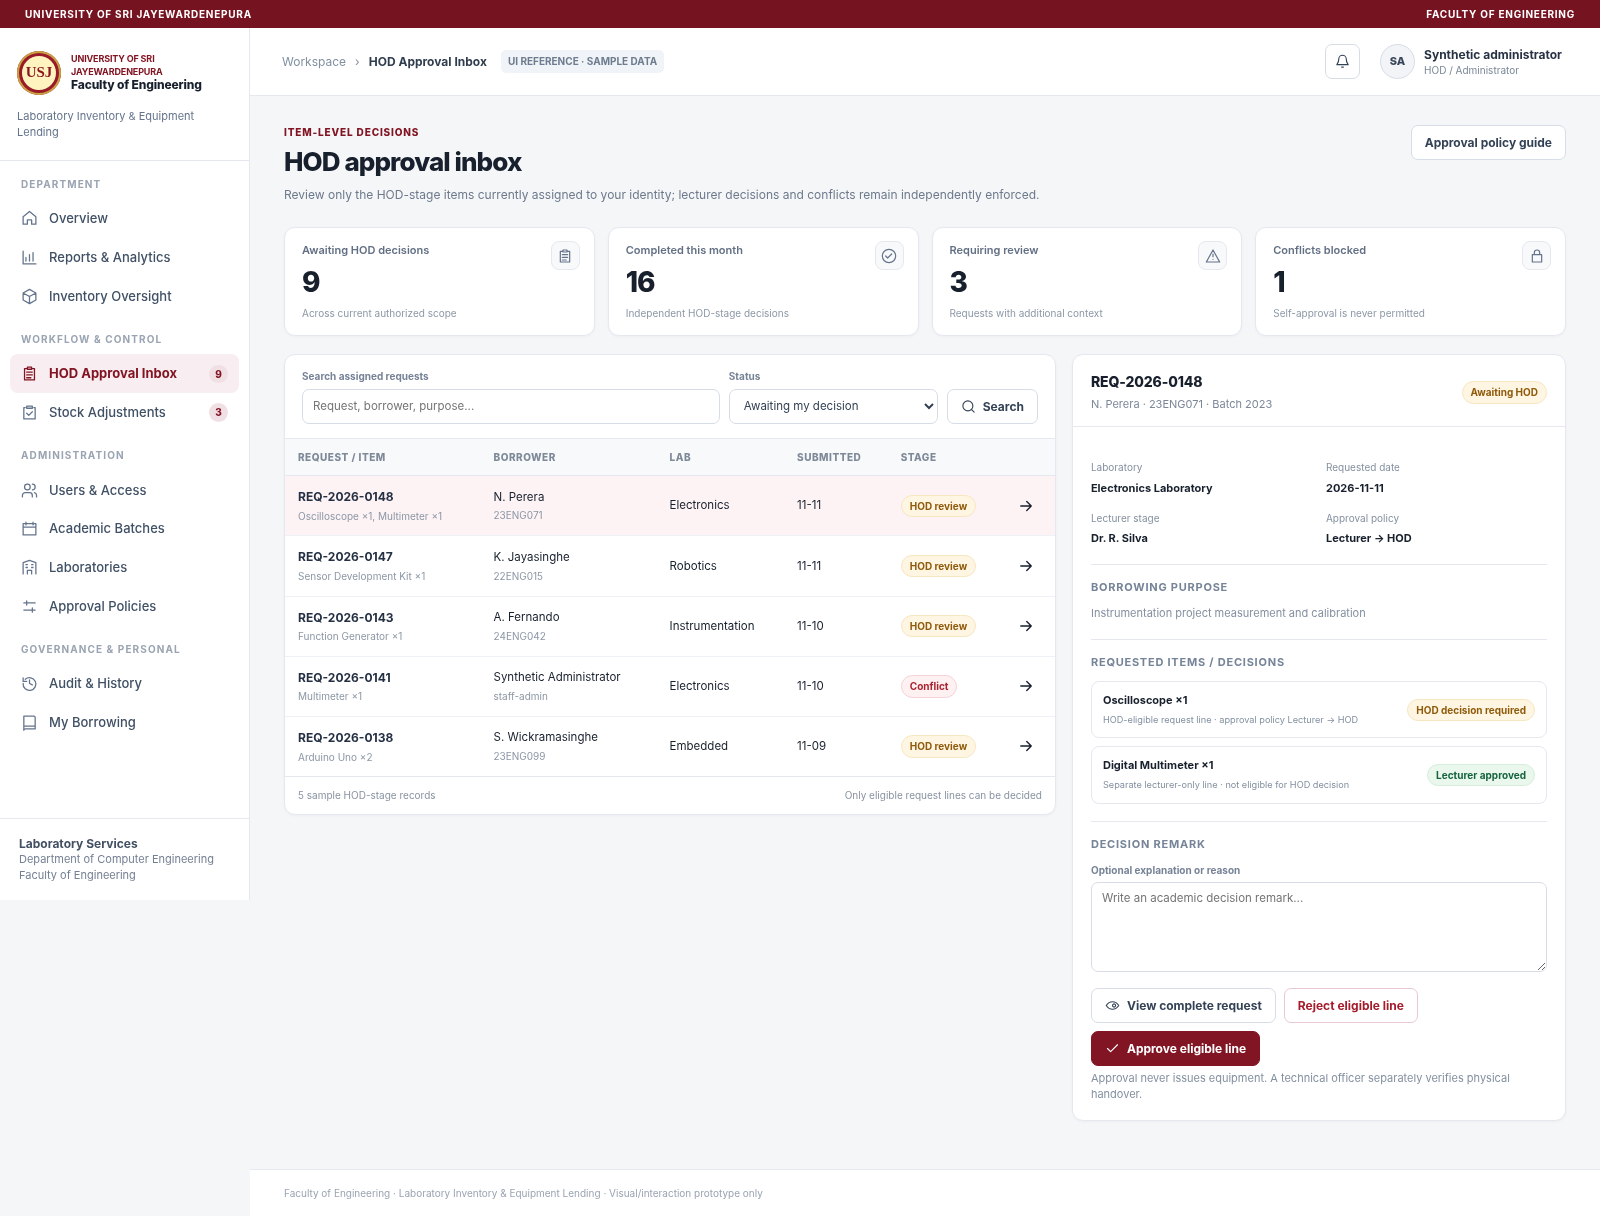 UNIVERSITY OF SRI JAYEWARDENEPURA
FACULTY OF ENGINEERING
USJ
UNIVERSITY OF SRI
JAYEWARDENEPURA
Faculty of Engineering
Laboratory Inventory & Equipment
Lending
DEPARTMENT
Overview
Reports & Analytics
Inventory Oversight
WORKFLOW & CONTROL
HOD Approval Inbox 9
Stock Adjustments 3
ADMINISTRATION
Users & Access
Academic Batches
Laboratories
Approval Policies
GOVERNANCE & PERSONAL
Audit & History
My Borrowing
Laboratory Services
Department of Computer Engineering
Faculty of Engineering
Workspace › HOD Approval Inbox UI REFERENCE · SAMPLE DATA
SA
Synthetic administrator
HOD / Administrator
ITEM-LEVEL DECISIONS
HOD approval inbox
Review only the HOD-stage items currently assigned to your identity; lecturer decisions and conflicts remain independently enforced.
Approval policy guide
Awaiting HOD decisions
9
Across current authorized scope
Completed this month
16
Independent HOD-stage decisions
Requiring review
3
Requests with additional context
Conflicts blocked
1
Self-approval is never permitted
Search assigned requests
Request, borrower, purpose...
Status
Awaiting my decision
Search
REQUEST / ITEM BORROWER LAB SUBMITTED STAGE
REQ-2026-0148 N. Perera Electronics 11-11 HOD review →
Oscilloscope ×1, Multimeter ×1 23ENG071
REQ-2026-0147 K. Jayasinghe Robotics 11-11 HOD review →
Sensor Development Kit ×1 22ENG015
REQ-2026-0143 A. Fernando Instrumentation 11-10 HOD review →
Function Generator ×1 24ENG042
REQ-2026-0141 Synthetic Administrator Electronics 11-10 Conflict →
Multimeter ×1 staff-admin
REQ-2026-0138 S. Wickramasinghe Embedded 11-09 HOD review →
Arduino Uno ×2 23ENG099
5 sample HOD-stage records Only eligible request lines can be decided
REQ-2026-0148
N. Perera · 23ENG071 · Batch 2023
Awaiting HOD
Laboratory
Electronics Laboratory
Requested date
2026-11-11
Lecturer stage
Dr. R. Silva
Approval policy
Lecturer → HOD
BORROWING PURPOSE
Instrumentation project measurement and calibration
REQUESTED ITEMS / DECISIONS
Oscilloscope ×1
HOD-eligible request line · approval policy Lecturer → HOD
HOD decision required
Digital Multimeter ×1
Separate lecturer-only line · not eligible for HOD decision
Lecturer approved
DECISION REMARK
Optional explanation or reason
Write an academic decision remark...
View complete request
Reject eligible line
Approve eligible line
Approval never issues equipment. A technical officer separately verifies physical
handover.
Faculty of Engineering · Laboratory Inventory & Equipment Lending · Visual/interaction prototype only